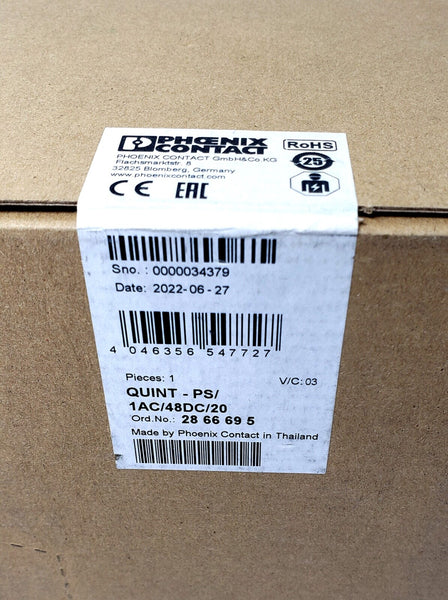 PHOENIX
CONTACT
PHOENIX CONTACT GmbH&Co.KG
Flachsmarktstr. 8
32825 Blomberg, Germany
www.phoenixcontact.com
RoHS
25
CE EAC
Sno. : 0000034379
Date: 2022-06-27
4 046356 547727
Pieces: 1
V/C: 03
QUINT - PS/
1AC/48DC/20
Ord.No.: 28 66 69 5
Made by Phoenix Contact in Thailand